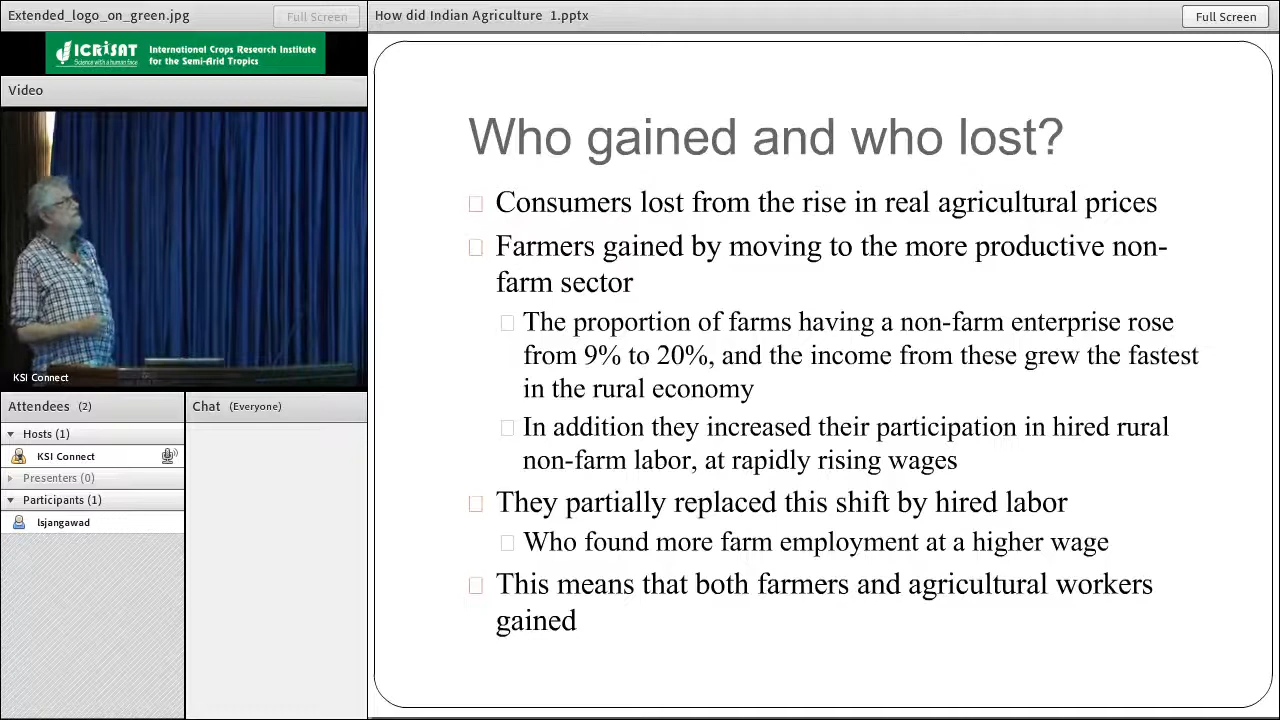 Extended_logo_on_green.jpg
Full Screen
How did Indian Agriculture 1.pptx
Full Screen
ICRISAT
Science with a human face
International Crops Research Institute
for the Semi-Arid Tropics
Video
KSI Connect
Attendees (2)
Hosts (1)
KSI Connect
Presenters (0)
Participants (1)
lsjangawad
Chat (Everyone)
Who gained and who lost?
Consumers lost from the rise in real agricultural prices
Farmers gained by moving to the more productive non-
farm sector
The proportion of farms having a non-farm enterprise rose
from 9% to 20%, and the income from these grew the fastest
in the rural economy
In addition they increased their participation in hired rural
non-farm labor, at rapidly rising wages
They partially replaced this shift by hired labor
Who found more farm employment at a higher wage
This means that both farmers and agricultural workers
gained